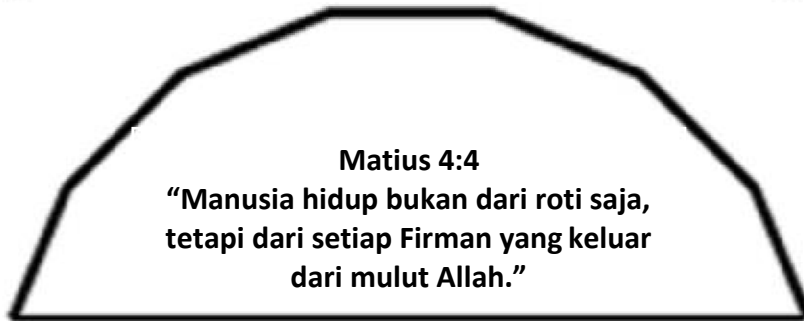 Matius 4:4
“Manusia hidup bukan dari roti saja,
tetapi dari setiap Firman yang keluar
dari mulut Allah.”